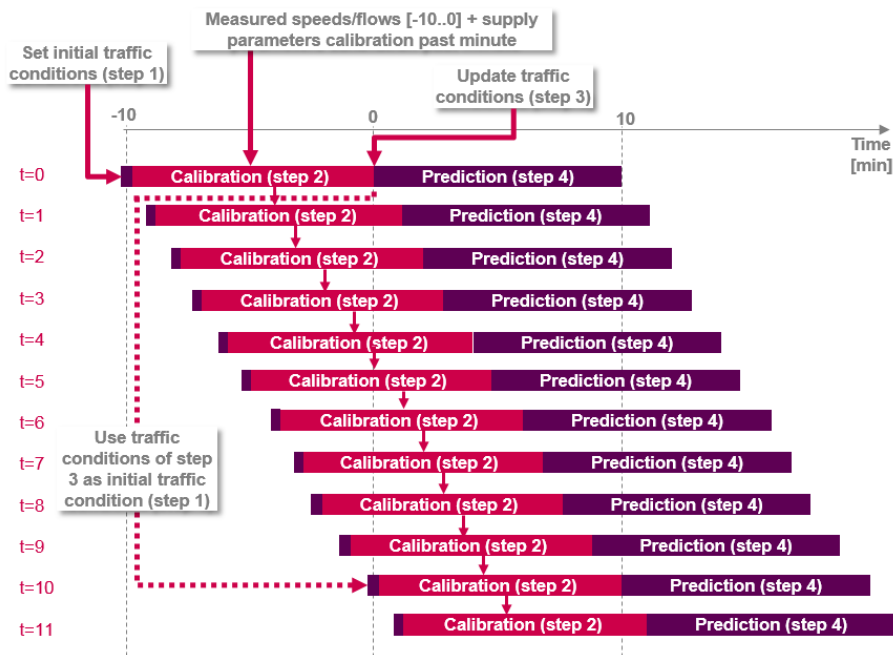 Measured speeds/flows [-10..0] + supply
parameters calibration past minute
Set initial traffic
conditions (step 1)
Update traffic
conditions (step 3)
-10
0
10
Time
[min]
t=0
Calibration (step 2)
Prediction (step 4)
t=1
Calibration (step 2)
Prediction (step 4)
t=2
Calibration (step 2)
Prediction (step 4)
t=3
Calibration (step 2)
Prediction (step 4)
t=4
Calibration (step 2)
Prediction (step 4)
t=5
Calibration (step 2)
Prediction (step 4)
t=6
Calibration (step 2)
Prediction (step 4)
Use traffic
conditions of step
3 as initial traffic
condition (step 1)
t=7
Calibration (step 2)
Prediction (step 4)
t=8
Calibration (step 2)
Prediction (step 4)
t=9
Calibration (step 2)
Prediction (step 4)
t=10
Calibration (step 2)
Prediction (step 4)
t=11
Calibration (step 2)
Prediction (step 4)